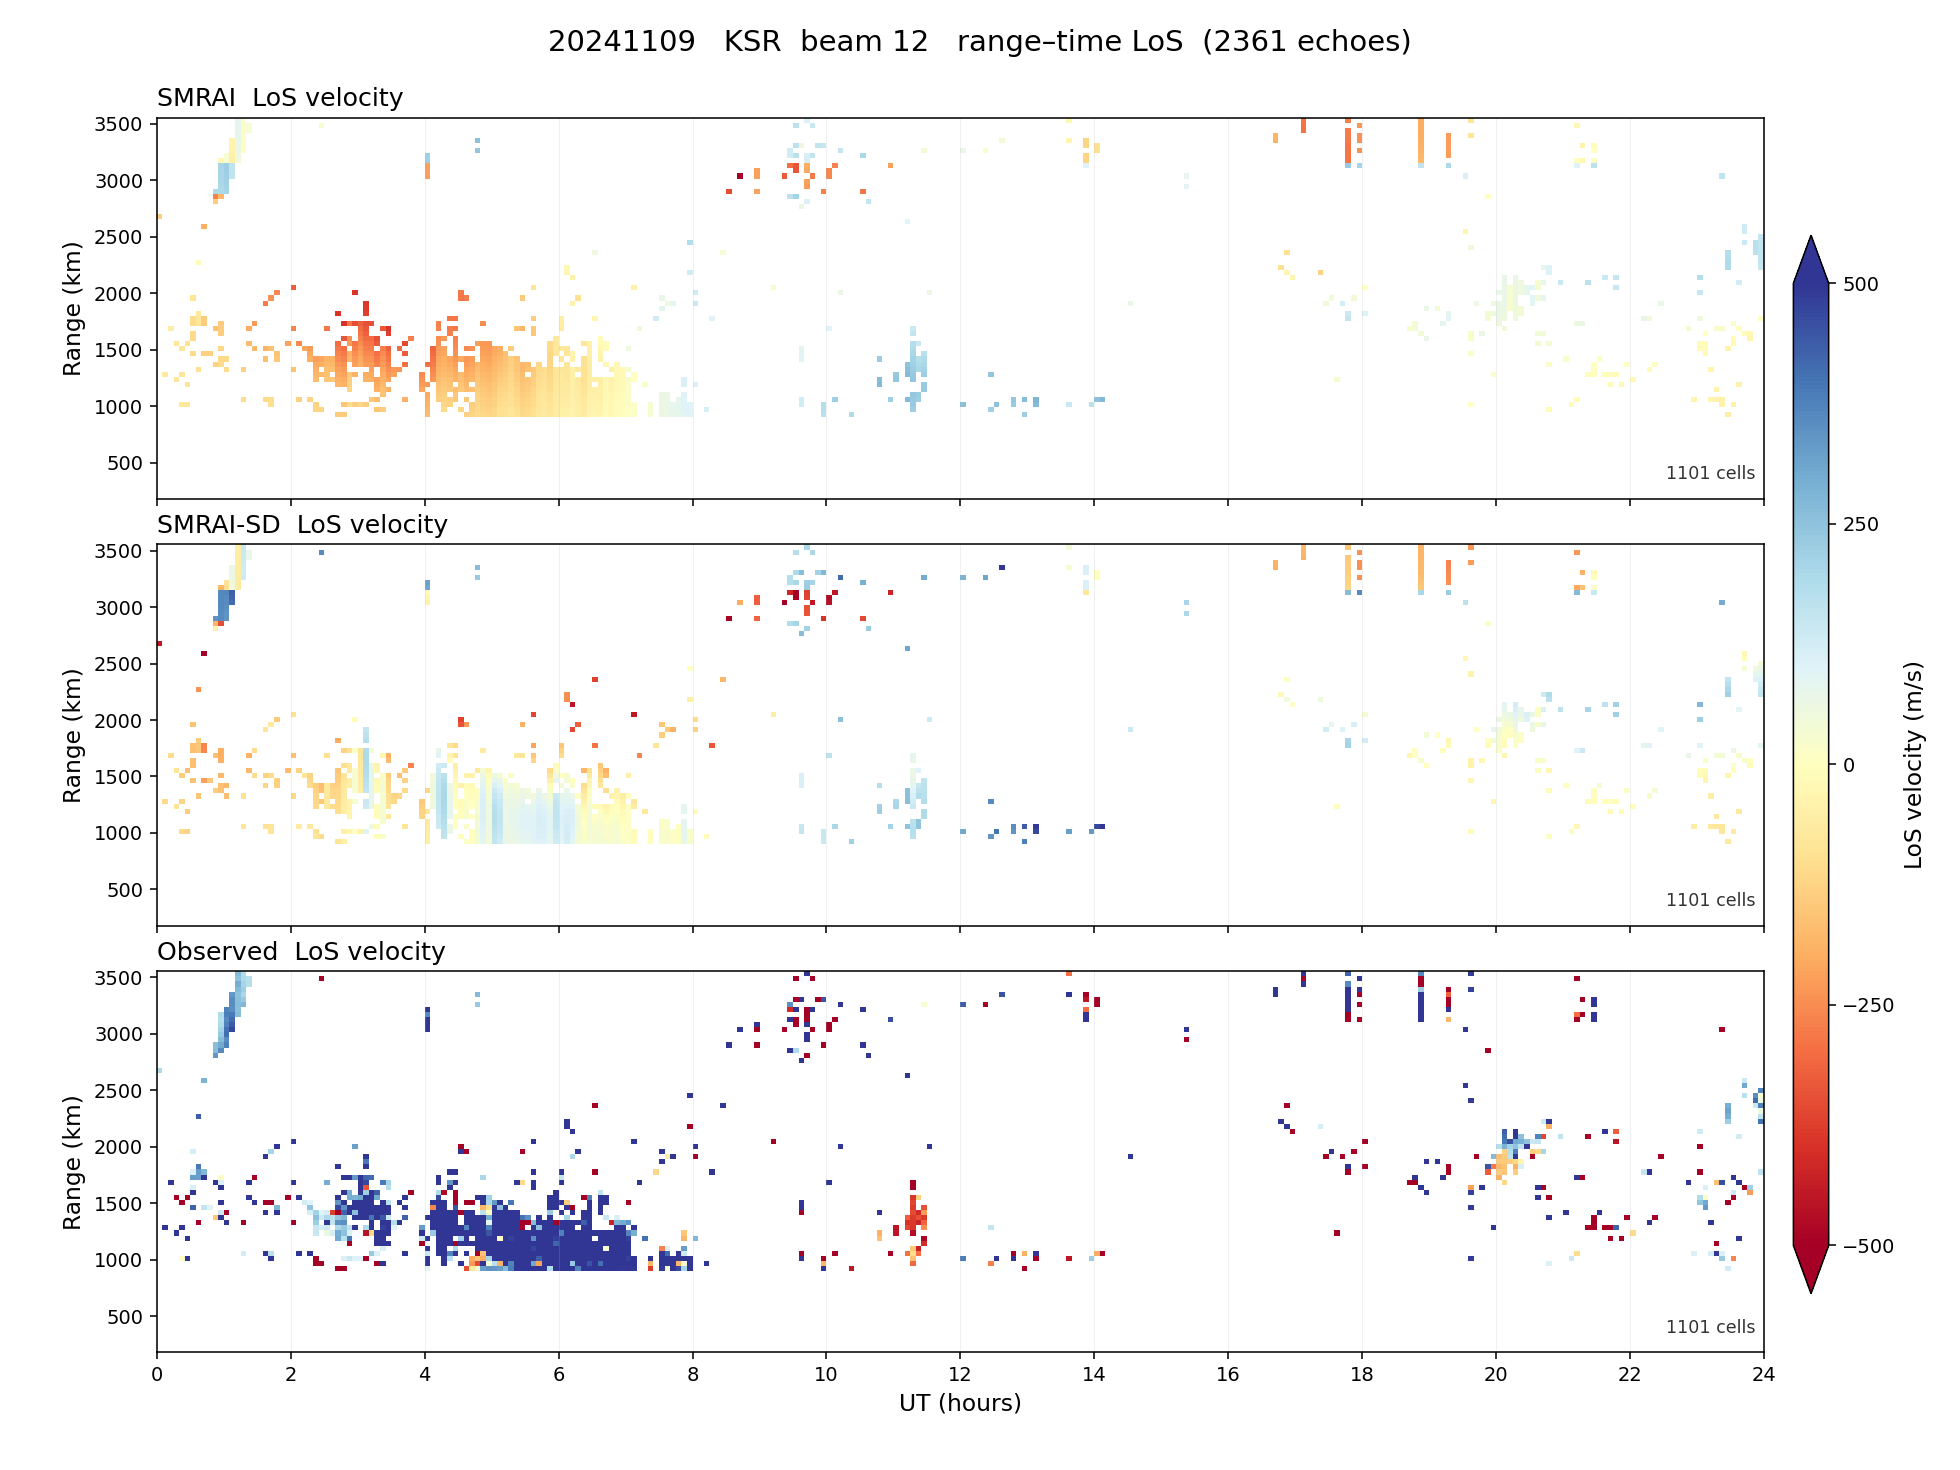 20241109   KSR  beam 12   range–time LoS  (2361 echoes)
SMRAI  LoS velocity
3500
3000
2500
2000
1500
1000
500
Range (km)
1101 cells
SMRAI-SD  LoS velocity
3500
3000
2500
2000
1500
1000
500
Range (km)
1101 cells
Observed  LoS velocity
3500
3000
2500
2000
1500
1000
500
Range (km)
1101 cells
0 2 4 6 8 10 12 14 16 18 20 22 24
UT (hours)
500
250
0
−250
−500
LoS velocity (m/s)